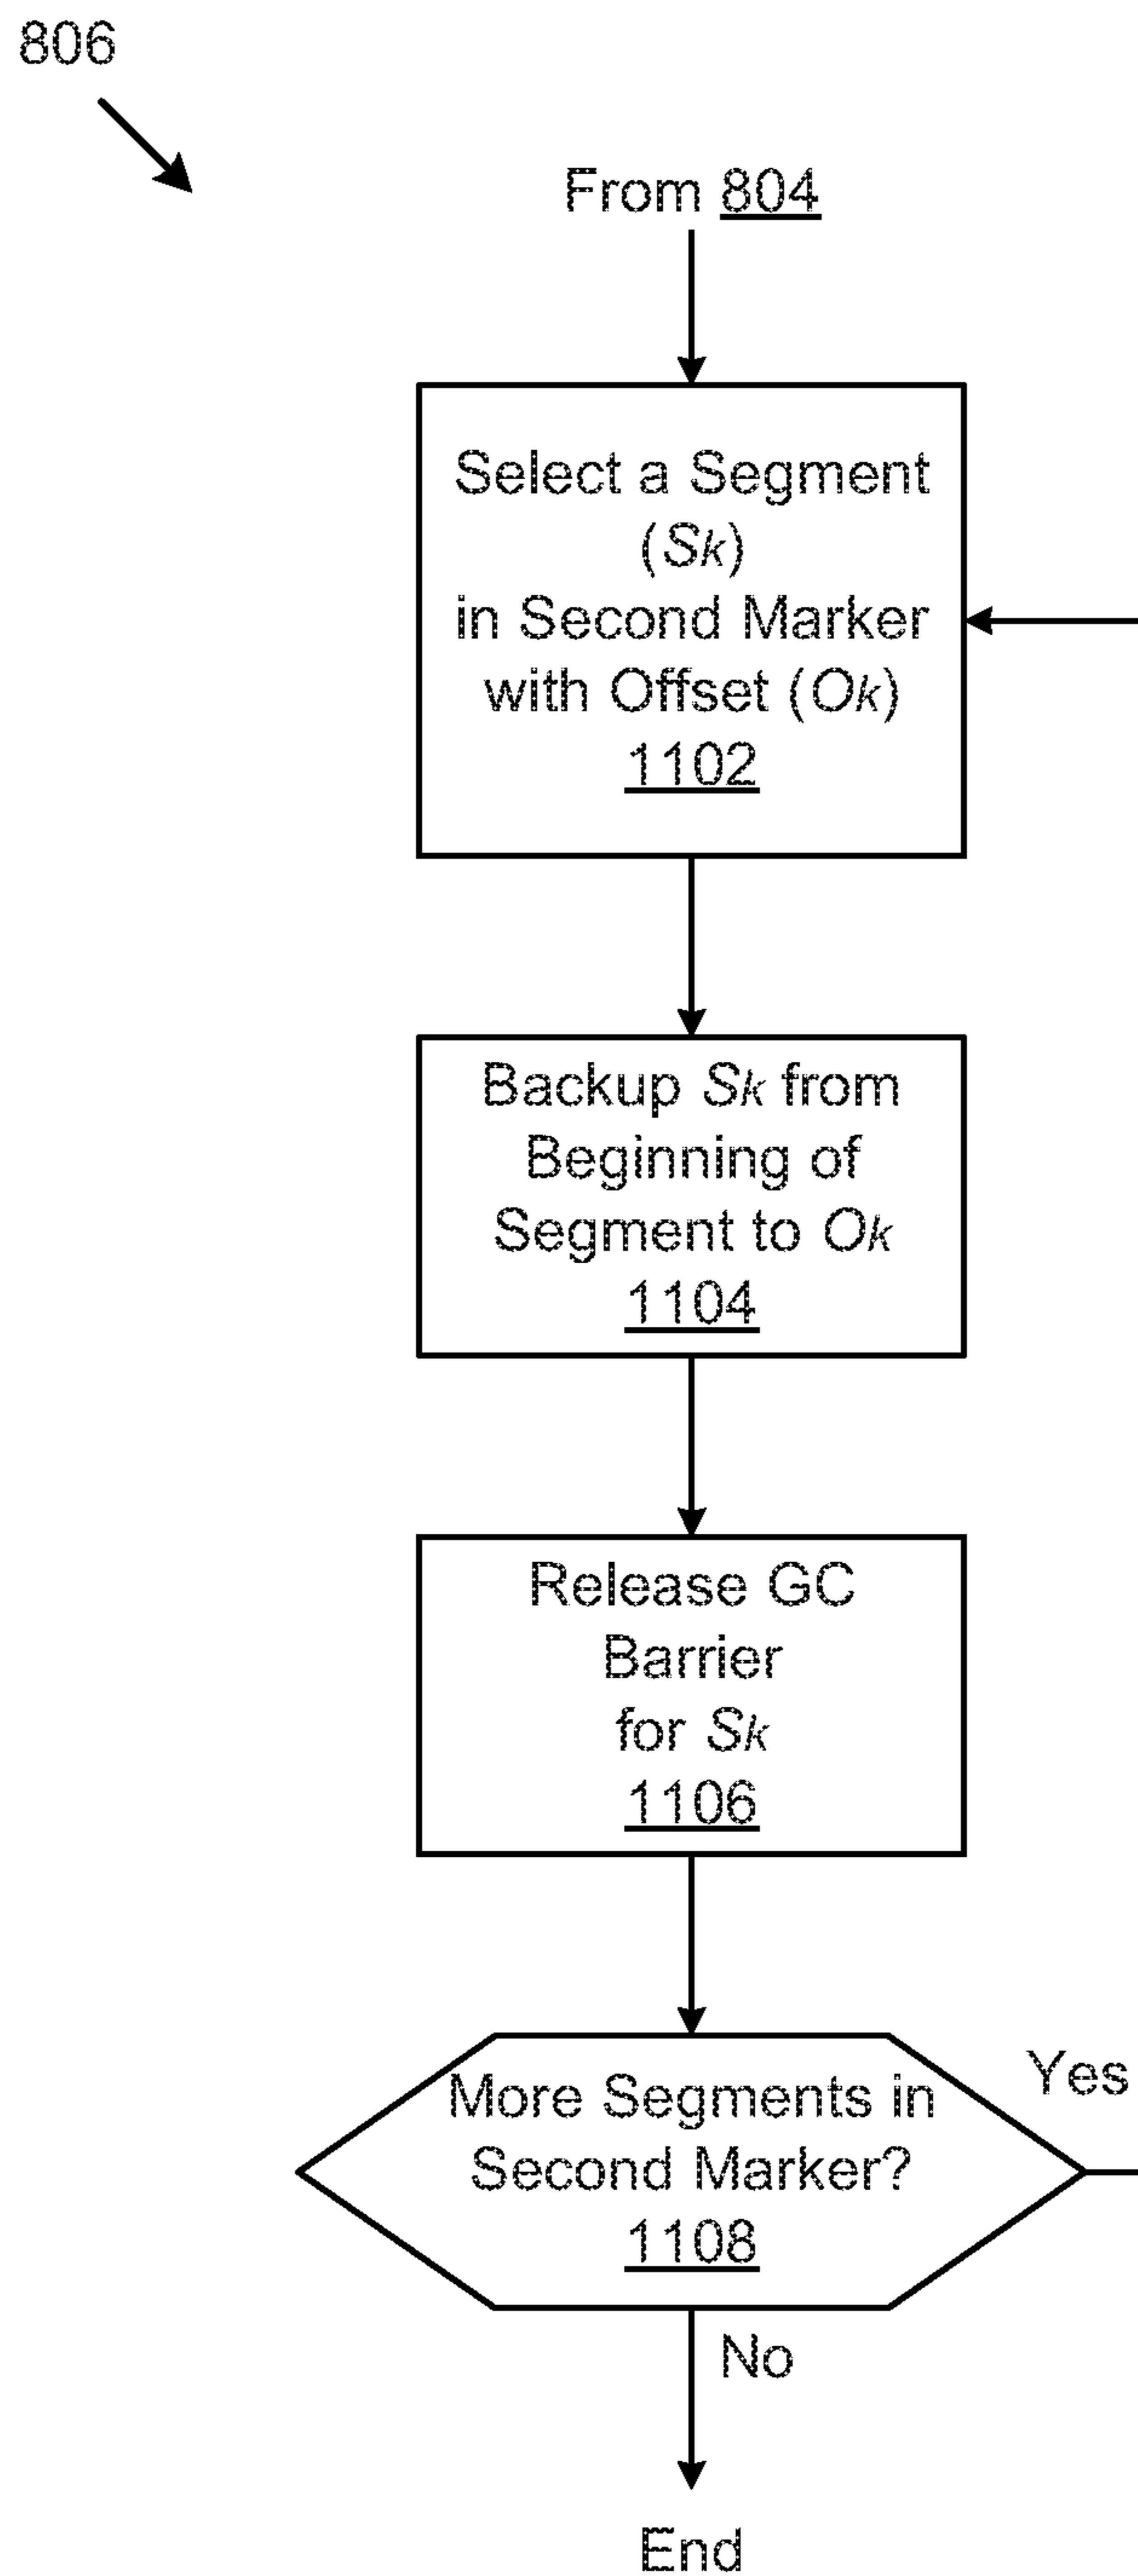 806
From 804
Select a Segment
(Sk)
in Second Marker
with Offset (Ok)
1102
Backup Sk from
Beginning of
Segment to Ok
1104
Release GC
Barrier
for Sk
1106
More Segments in
Second Marker?
1108
Yes
No
End